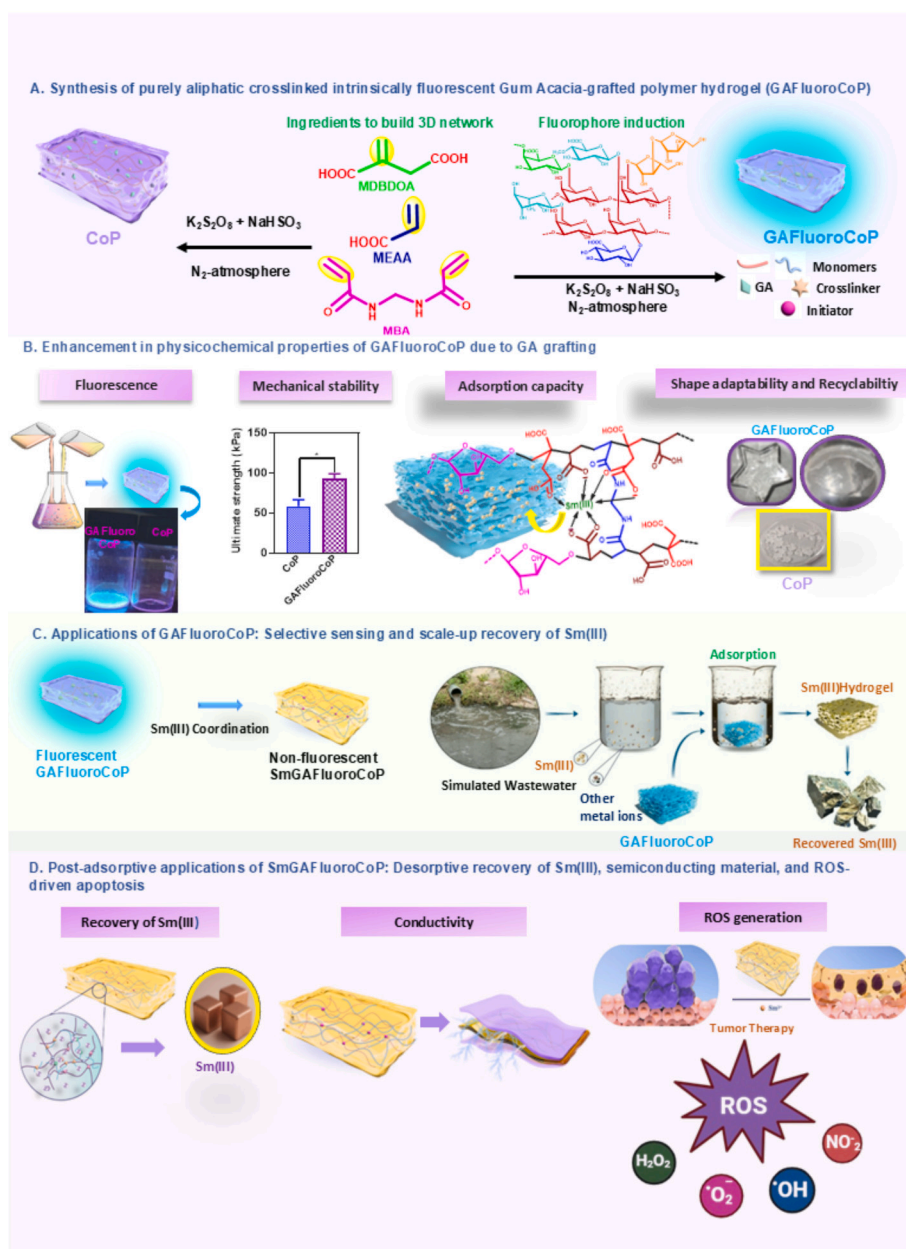 A. Synthesis of purely aliphatic crosslinked intrinsically fluorescent Gum Acacia-grafted polymer hydrogel (GAFluoroCoP)
Ingredients to build 3D network
Fluorophore induction
HOOC
COOH
MDBDOA
HOOC
MEAA
O
N
H
N
H
O
MBA
CoP
K₂S₂O₈ + NaHSO₃
N₂-atmosphere
K₂S₂O₈ + NaHSO₃
N₂-atmosphere
GAFluoroCoP
Monomers
GA
Crosslinker
Initiator
B. Enhancement in physicochemical properties of GAFluoroCoP due to GA grafting
Fluorescence
Mechanical stability
Adsorption capacity
Shape adaptability and Recyclabiltiy
GAFluoro
CoP
CoP
Ultimate strength (kPa)
150
100
50
0
*
CoP
GAFluoroCoP
HOOC
Sm(III)
GAFluoroCoP
CoP
C. Applications of GAFluoroCoP: Selective sensing and scale-up recovery of Sm(III)
Fluorescent
GAFluoroCoP
Sm(III) Coordination
Non-fluorescent
SmGAFluoroCoP
Simulated Wastewater
Sm(III)
Other
metal ions
GAFluoroCoP
Adsorption
Sm(III)Hydrogel
Recovered Sm(III)
D. Post-adsorptive applications of SmGAFluoroCoP: Desorptive recovery of Sm(III), semiconducting material, and ROS-
driven apoptosis
Recovery of Sm(III)
Conductivity
ROS generation
Sm(III)
Tumor Therapy
ROS
H₂O₂
•O₂⁻
•OH
NO⁻₂